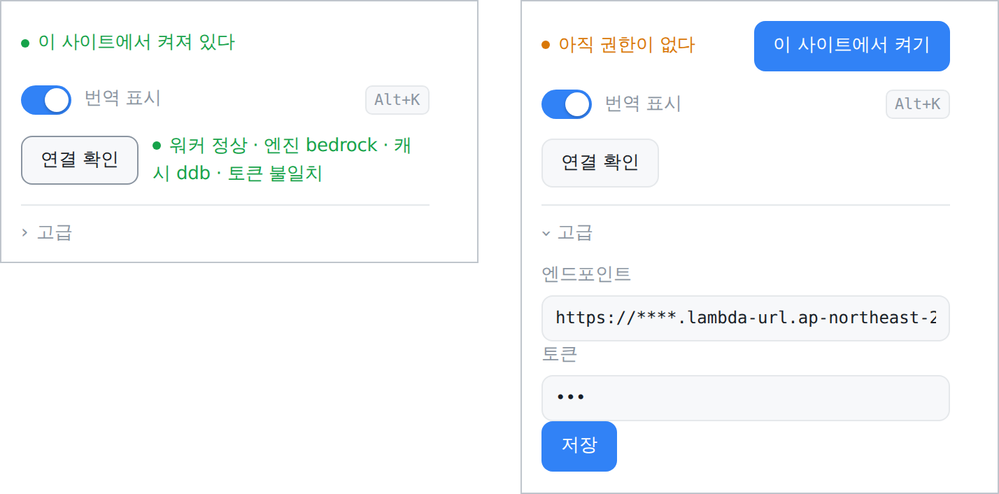 ● 이 사이트에서 켜져 있다
번역 표시 Alt+K
연결 확인
● 워커 정상 · 엔진 bedrock · 캐
시 ddb · 토큰 불일치
› 고급
● 아직 권한이 없다
이 사이트에서 켜기
번역 표시 Alt+K
연결 확인
고급
엔드포인트
https://****.lambda-url.ap-northeast-2
토큰
•••
저장